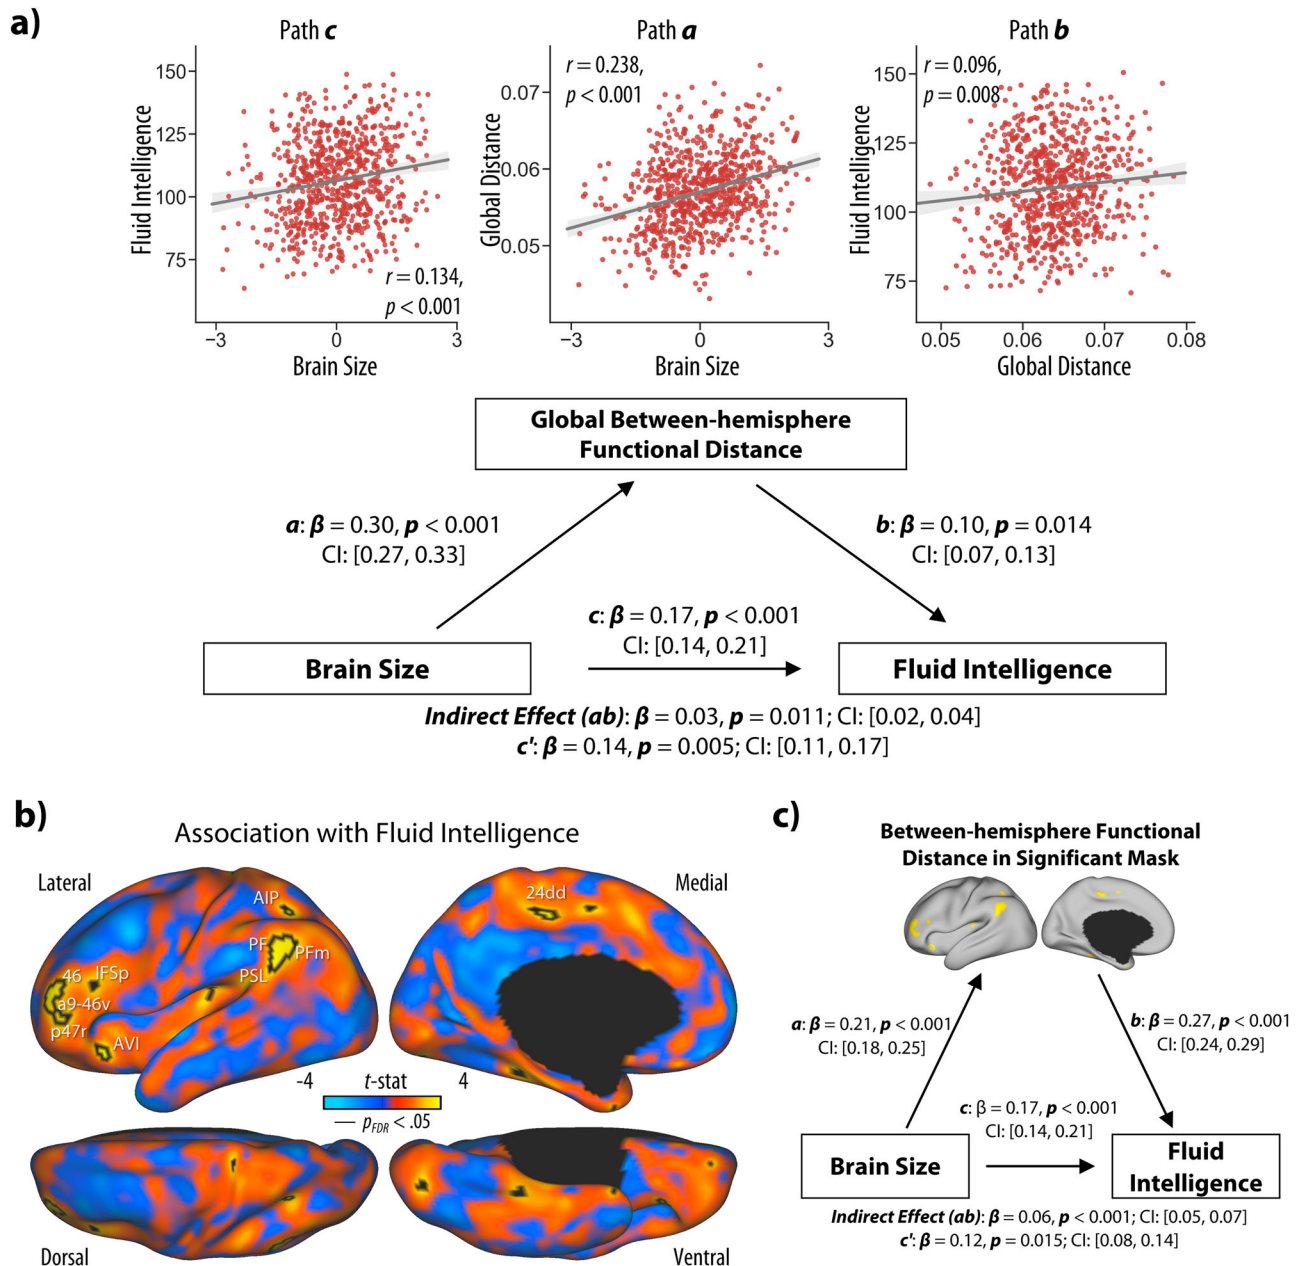 a)
Path c
Path a
Path b
r = 0.134,
p < 0.001
150
125
100
75
−3
0
3
Fluid Intelligence
Brain Size
r = 0.238,
p < 0.001
0.07
0.06
0.05
−3
0
3
Global Distance
Brain Size
r = 0.096,
p = 0.008
150
125
100
75
0.05
0.06
0.07
0.08
Fluid Intelligence
Global Distance
Global Between-hemisphere
Functional Distance
a: β = 0.30, p < 0.001
CI: [0.27, 0.33]
b: β = 0.10, p = 0.014
CI: [0.07, 0.13]
c: β = 0.17, p < 0.001
CI: [0.14, 0.21]
Brain Size
Fluid Intelligence
Indirect Effect (ab): β = 0.03, p = 0.011; CI: [0.02, 0.04]
c': β = 0.14, p = 0.005; CI: [0.11, 0.17]
b)
Association with Fluid Intelligence
Lateral
Medial
AIP
PF
PFm
PSL
46
IFSp
a9-46v
p47r
AVI
24dd
-4
t-stat
4
— pFDR < .05
Dorsal
Ventral
c)
Between-hemisphere Functional
Distance in Significant Mask
a: β = 0.21, p < 0.001
CI: [0.18, 0.25]
b: β = 0.27, p < 0.001
CI: [0.24, 0.29]
c: β = 0.17, p < 0.001
CI: [0.14, 0.21]
Brain Size
Fluid
Intelligence
Indirect Effect (ab): β = 0.06, p < 0.001; CI: [0.05, 0.07]
c': β = 0.12, p = 0.015; CI: [0.08, 0.14]